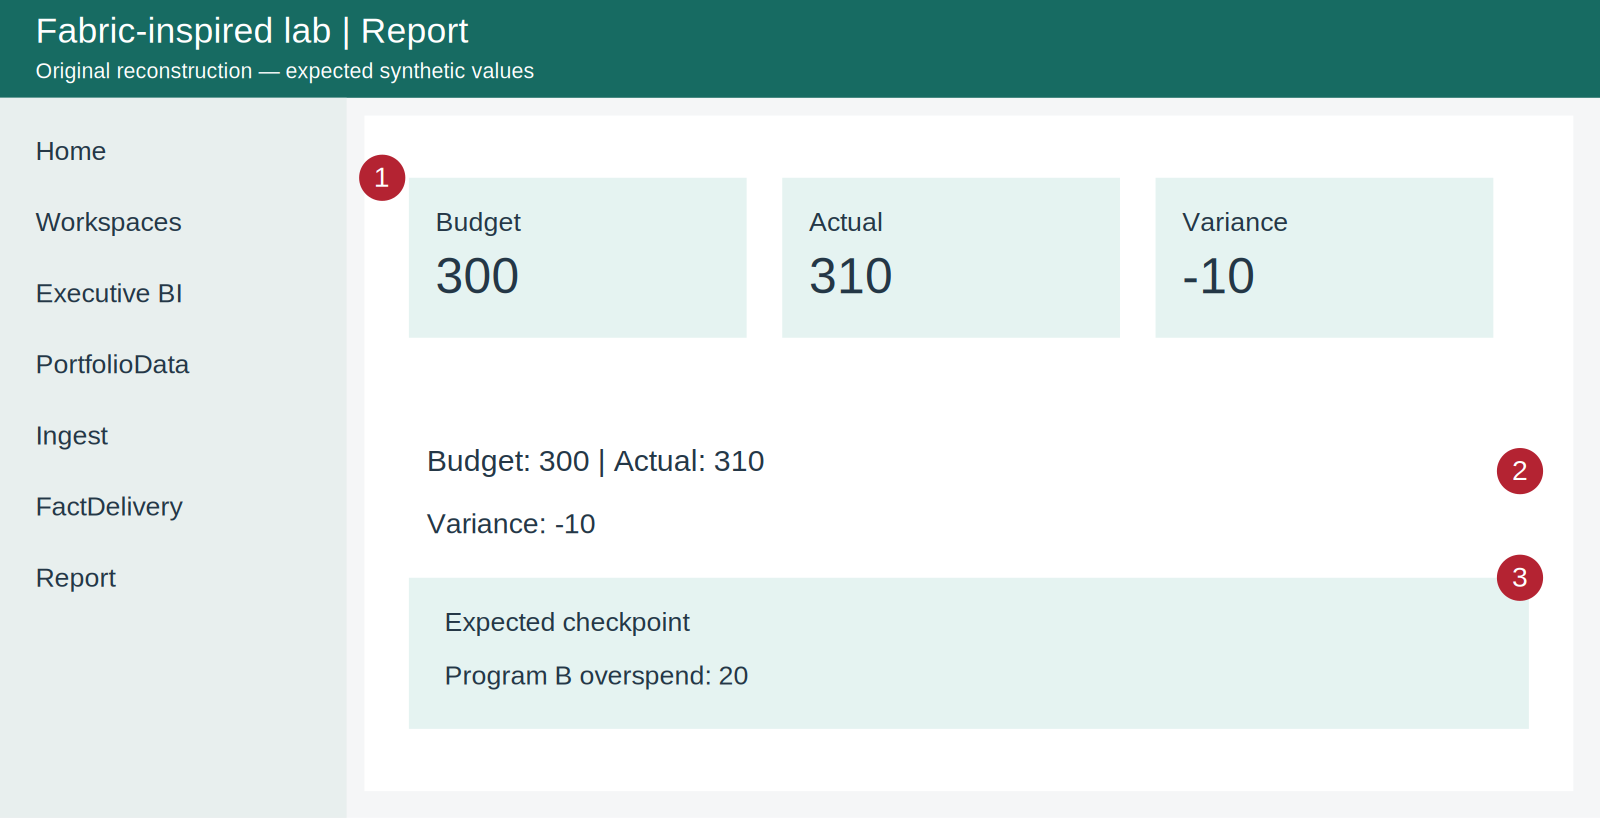 Fabric-inspired lab | Report
Original reconstruction — expected synthetic values
Home
Workspaces
Executive BI
PortfolioData
Ingest
FactDelivery
Report
1
Budget
300
Actual
310
Variance
-10
Budget: 300 | Actual: 310
2
Variance: -10
3
Expected checkpoint
Program B overspend: 20